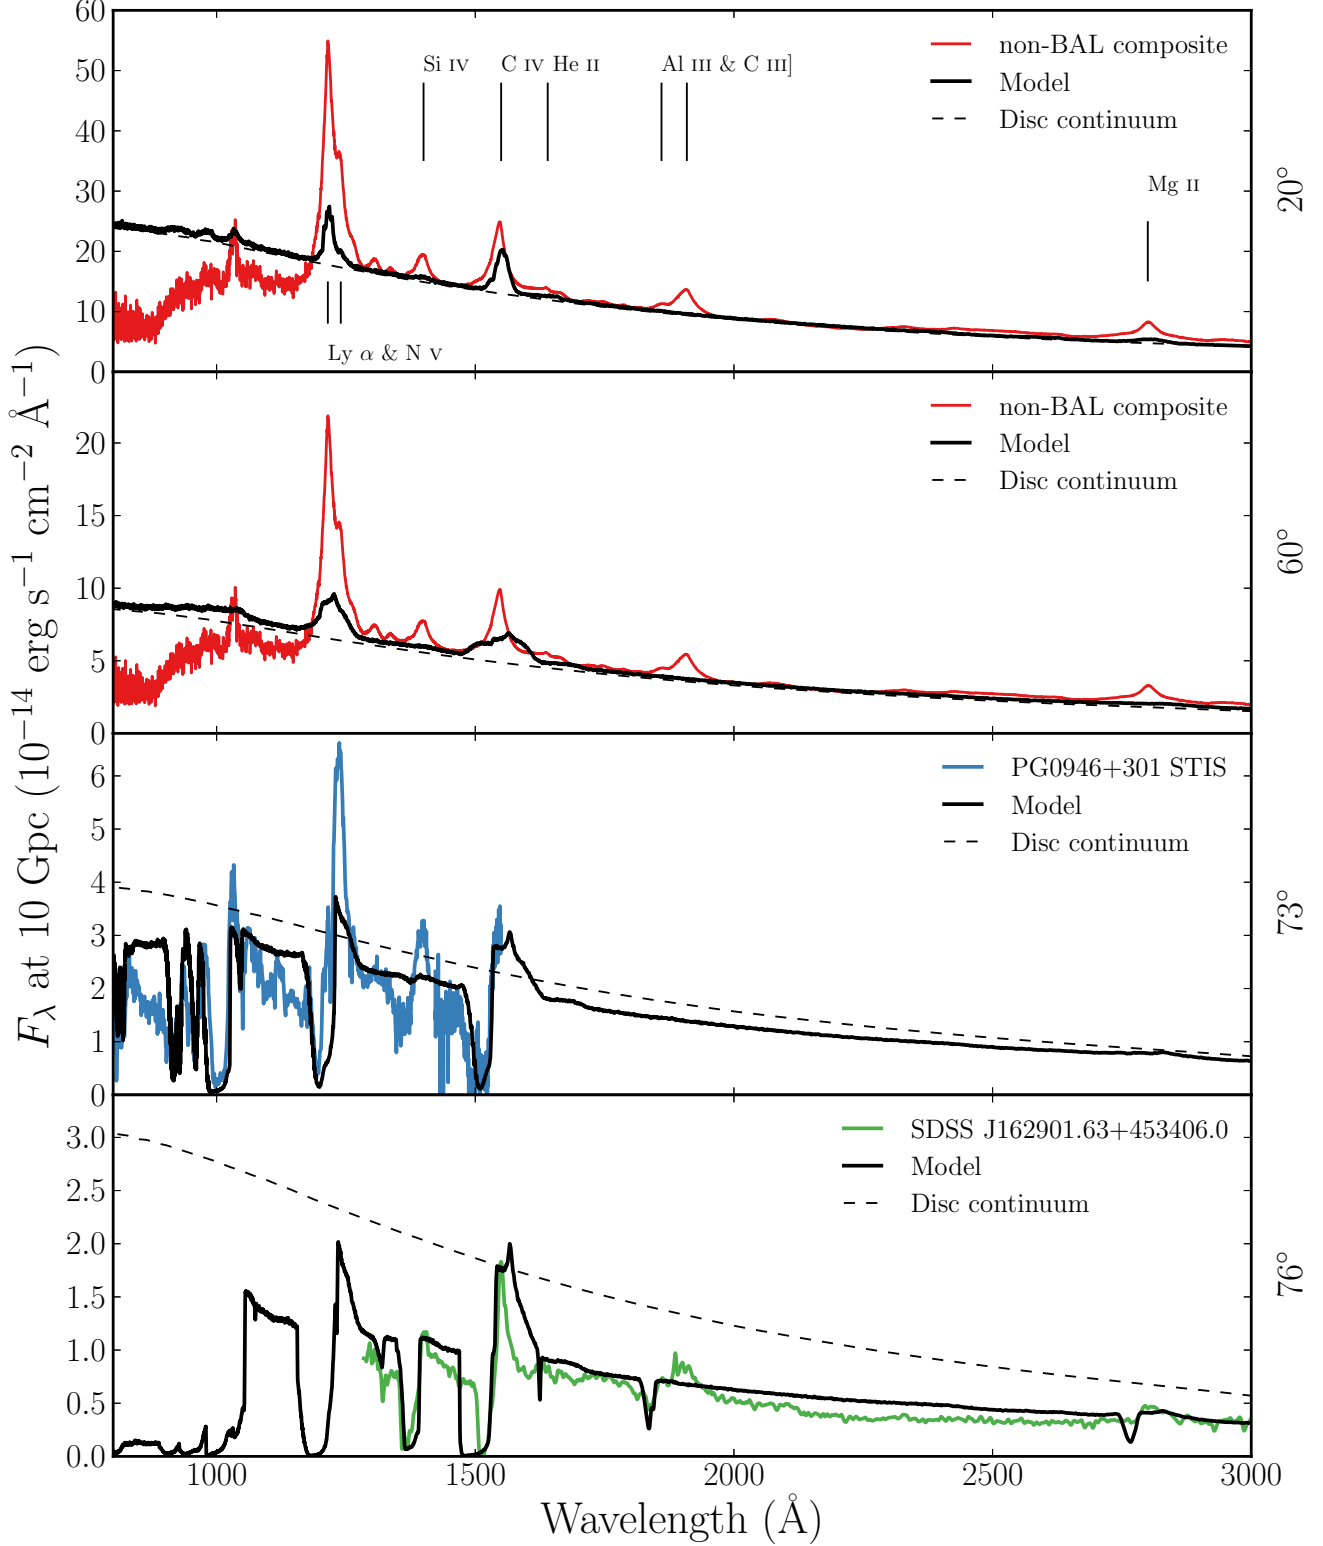 60
50
40
30
20
10
0
Si IV
C IV He II
Al III & C III]
Mg II
Ly α & N V
non-BAL composite
Model
Disc continuum
20°
20
15
10
5
0
non-BAL composite
Model
Disc continuum
60°
F_λ at 10 Gpc (10⁻¹⁴ erg s⁻¹ cm⁻² Å⁻¹)
6
5
4
3
2
1
0
PG0946+301 STIS
Model
Disc continuum
73°
3.0
2.5
2.0
1.5
1.0
0.5
0.0
SDSS J162901.63+453406.0
Model
Disc continuum
76°
1000 1500 2000 2500 3000
Wavelength (Å)